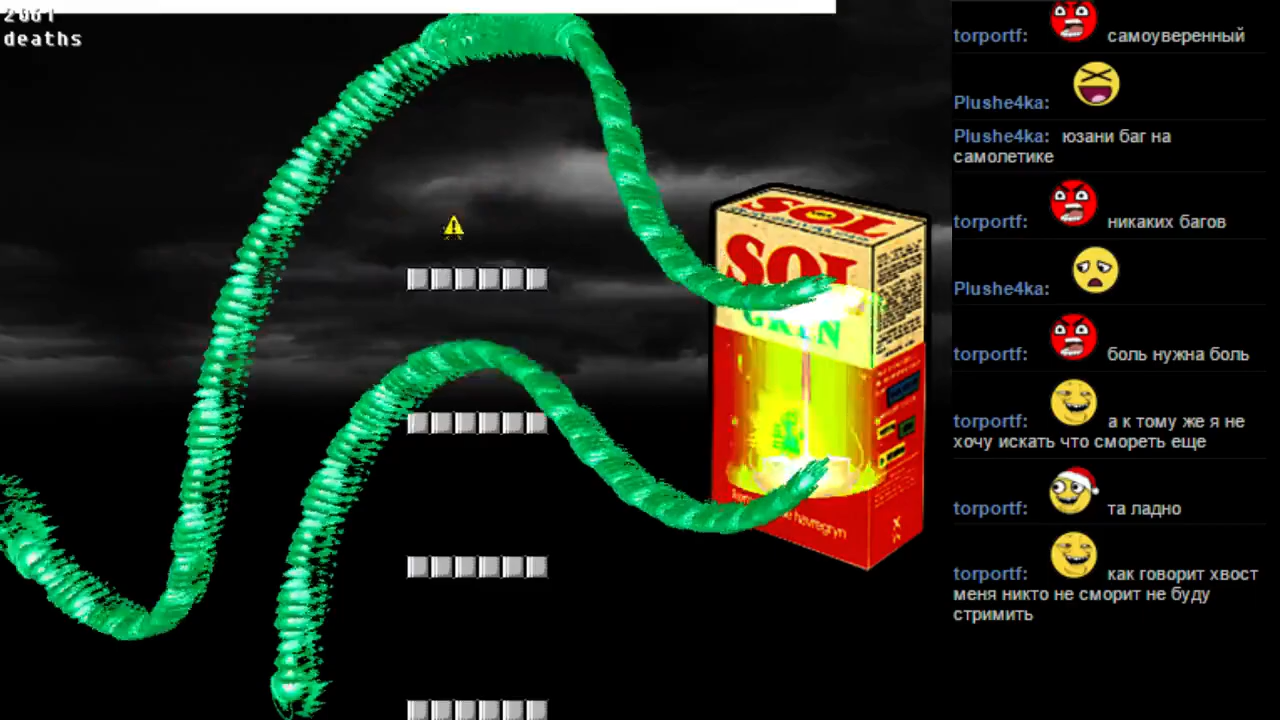 2061
deaths
SOL
SOL
GRYN
havregryn
torportf: самоуверенный
Plushe4ka:
Plushe4ka: юзани баг на
самолетике
torportf: никаких багов
Plushe4ka:
torportf: боль нужна боль
torportf: а к тому же я не
хочу искать что смореть еще
torportf: та ладно
torportf: как говорит хвост
меня никто не сморит не буду
стримить